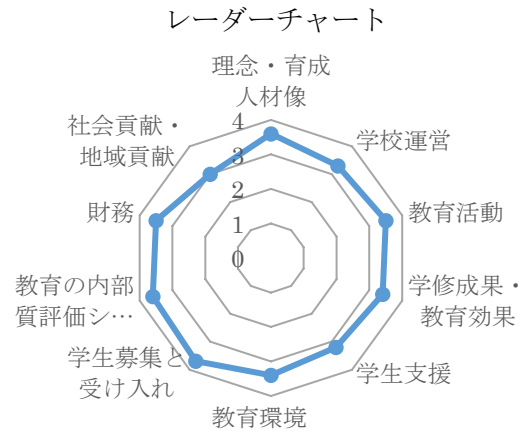 レーダーチャート
理念・育成
人材像
学校運営
教育活動
学修成果・
教育効果
学生支援
教育環境
学生募集と
受け入れ
教育の内部
質評価シ…
財務
社会貢献・
地域貢献
4
3
2
1
0